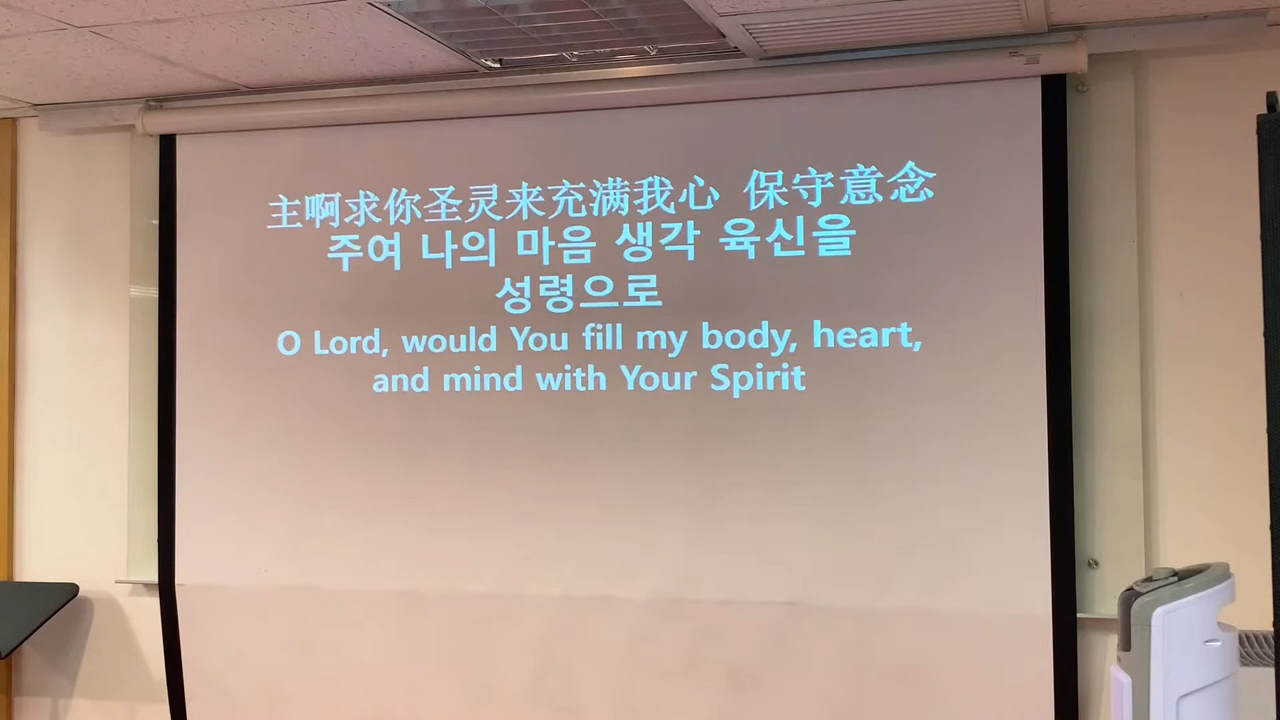 主啊求你圣灵来充满我心 保守意念
주여 나의 마음 생각 육신을
성령으로
O Lord, would You fill my body, heart,
and mind with Your Spirit